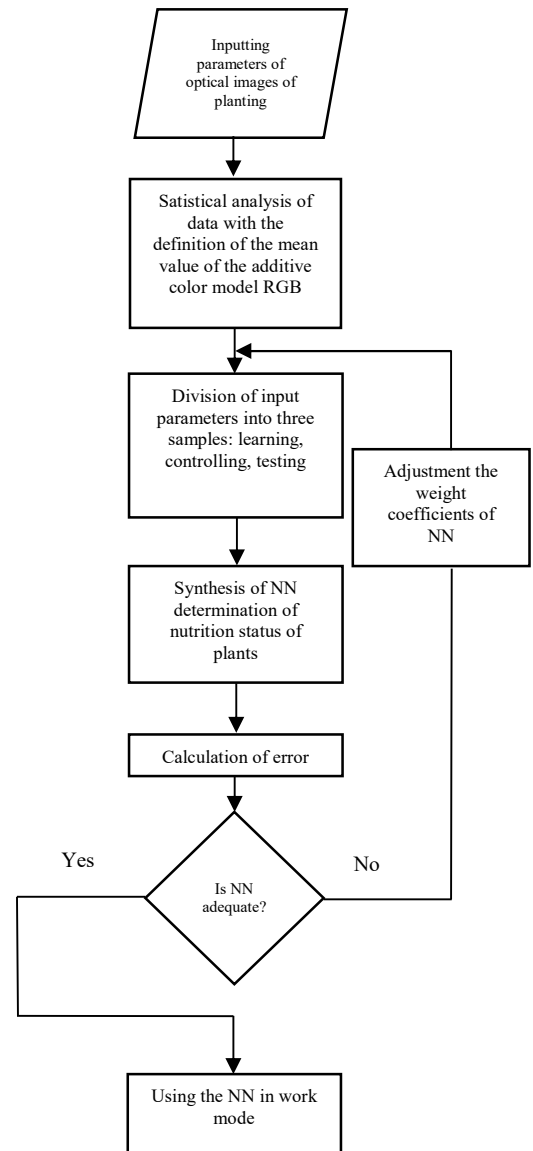 Inputting
parameters of
optical images of
planting
Satistical analysis of
data with the
definition of the mean
value of the additive
color model RGB
Division of input
parameters into three
samples: learning,
controlling, testing
Adjustment the
weight
coefficients of
NN
Synthesis of NN
determination of
nutrition status of
plants
Calculation of error
Yes
No
Is NN
adequate?
Using the NN in work
mode